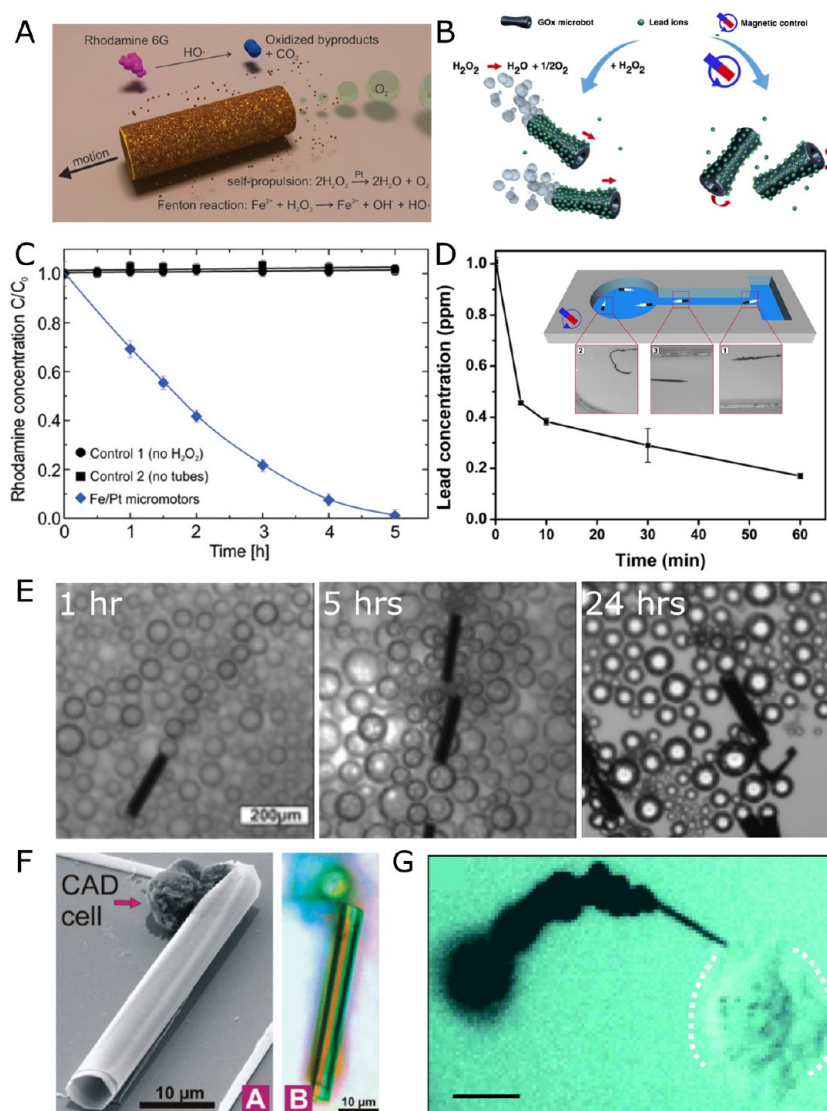 A
Rhodamine 6G
HO·
Oxidized byproducts
+ CO₂
O₂
motion
self-propulsion: 2H₂O₂ Pt→ 2H₂O + O₂
Fenton reaction: Fe²⁺ + H₂O₂ → Fe³⁺ + OH⁻ + HO·
B
GOx microbot
Lead ions
Magnetic control
H₂O₂ → H₂O + 1/2O₂
+ H₂O₂
C
Rhodamine concentration C/C₀
1.0
0.8
0.6
0.4
0.2
0.0
Control 1 (no H₂O₂)
Control 2 (no tubes)
Fe/Pt micromotors
0 1 2 3 4 5
Time [h]
D
Lead concentration (ppm)
1.0
0.8
0.6
0.4
0.2
0.0
2 3 1
0 10 20 30 40 50 60
Time (min)
E
1 hr
5 hrs
24 hrs
200µm
F
CAD
cell
10 µm
A
B
10 µm
G